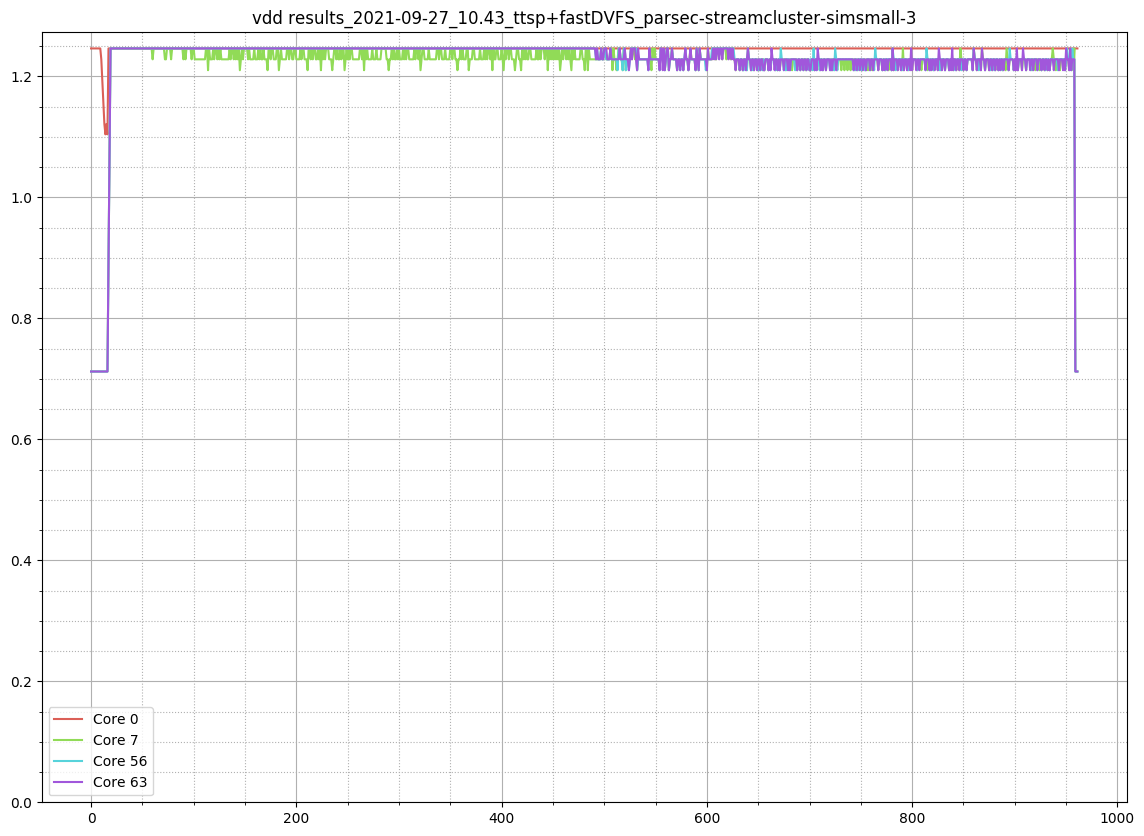 vdd results_2021-09-27_10.43_ttsp+fastDVFS_parsec-streamcluster-simsmall-3
1.2
1.0
0.8
0.6
0.4
0.2
0.0
Core 0
Core 7
Core 56
Core 63
0 200 400 600 800 1000